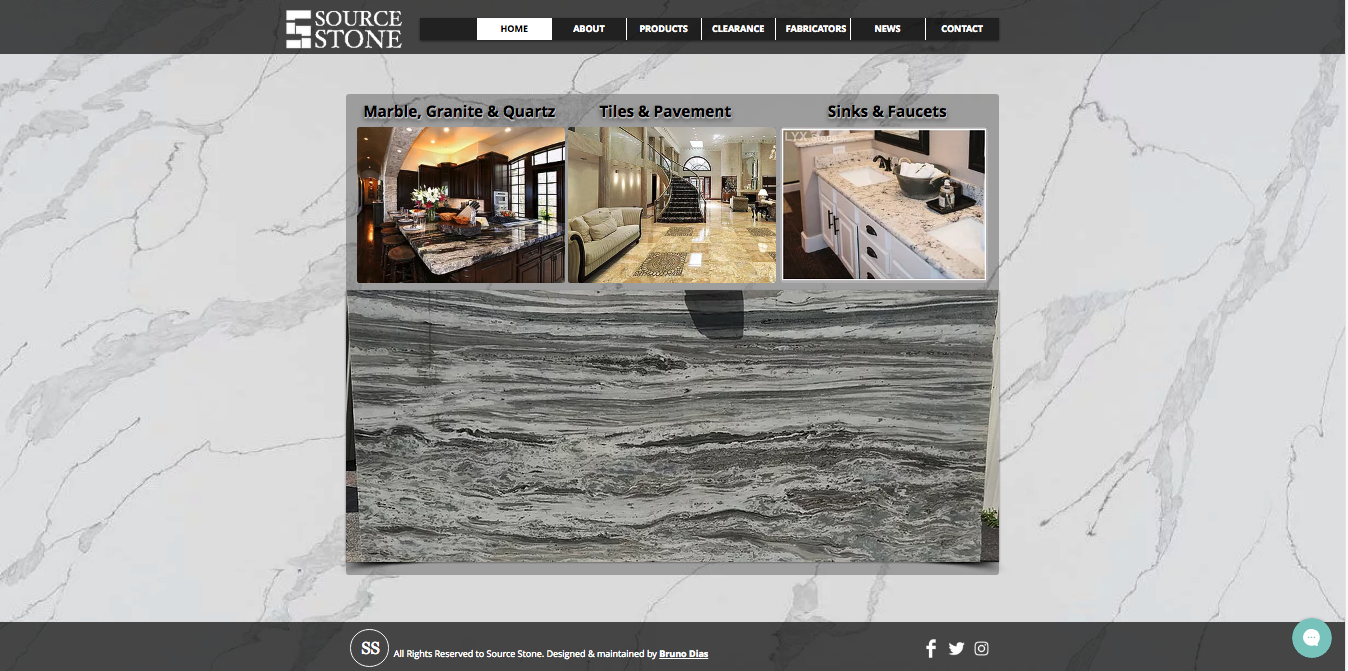 SOURCE
STONE
HOME ABOUT PRODUCTS CLEARANCE FABRICATORS NEWS CONTACT
Marble, Granite & Quartz Tiles & Pavement Sinks & Faucets
LYX
SS
All Rights Reserved to Source Stone. Designed & maintained by Bruno Dias